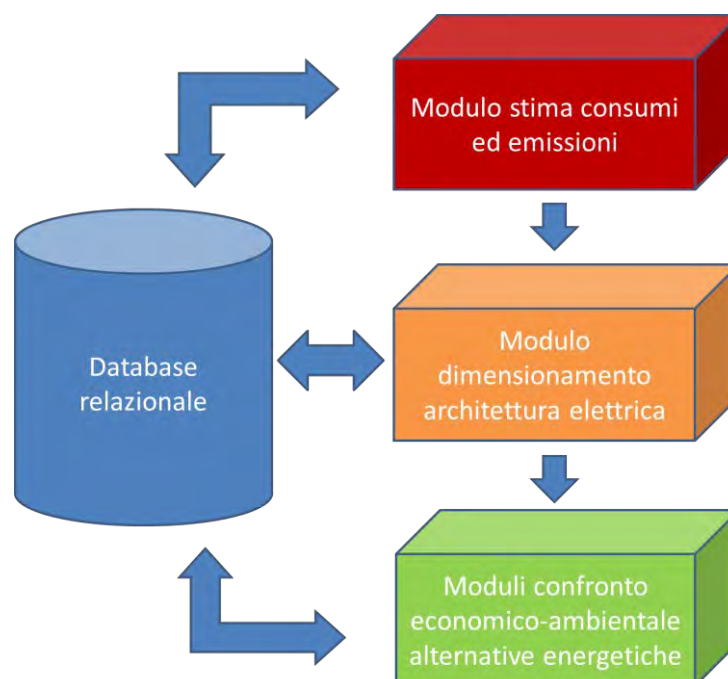 Modulo stima consumi
ed emissioni
Database
relazionale
Modulo
dimensionamento
architettura elettrica
Moduli confronto
economico-ambientale
alternative energetiche